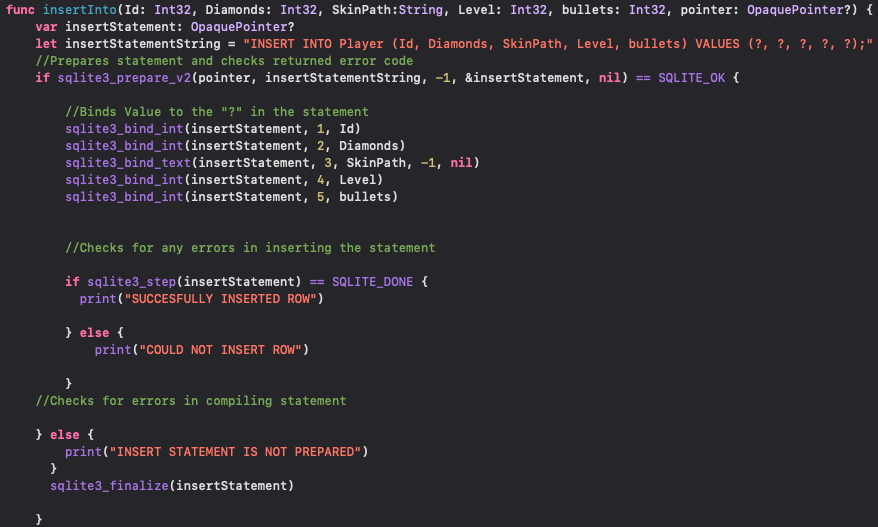 func insertInto(Id: Int32, Diamonds: Int32, SkinPath:String, Level: Int32, bullets: Int32, pointer: OpaquePointer?) {
    var insertStatement: OpaquePointer?
    let insertStatementString = "INSERT INTO Player (Id, Diamonds, SkinPath, Level, bullets) VALUES (?, ?, ?, ?, ?);"
    //Prepares statement and checks returned error code
    if sqlite3_prepare_v2(pointer, insertStatementString, -1, &insertStatement, nil) == SQLITE_OK {
        //Binds Value to the "?" in the statement
        sqlite3_bind_int(insertStatement, 1, Id)
        sqlite3_bind_int(insertStatement, 2, Diamonds)
        sqlite3_bind_text(insertStatement, 3, SkinPath, -1, nil)
        sqlite3_bind_int(insertStatement, 4, Level)
        sqlite3_bind_int(insertStatement, 5, bullets)
        //Checks for any errors in inserting the statement
        if sqlite3_step(insertStatement) == SQLITE_DONE {
          print("SUCCESFULLY INSERTED ROW")
        } else {
            print("COULD NOT INSERT ROW")
        }
    //Checks for errors in compiling statement
    } else {
        print("INSERT STATEMENT IS NOT PREPARED")
      }
      sqlite3_finalize(insertStatement)
    }